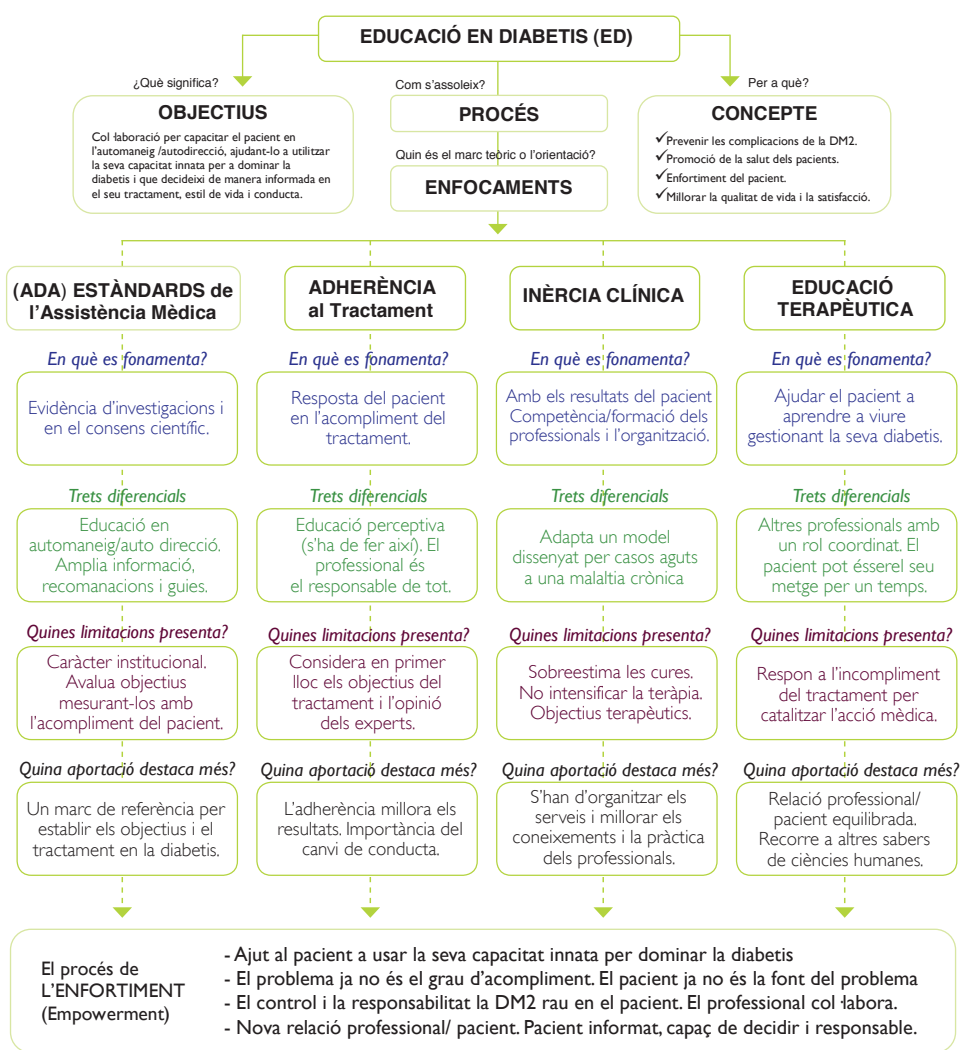 EDUCACIÓ EN DIABETIS (ED)
¿Què significa?
OBJECTIUS
Col·laboració per capacitar el pacient en
l'automaneig /autodirecció, ajudant-lo a utilitzar
la seva capacitat innata per a dominar la
diabetis i que decideixi de manera informada en
el seu tractament, estil de vida i conducta.
Com s'assoleix?
PROCÉS
Quin és el marc teòric o l'orientació?
ENFOCAMENTS
Per a què?
CONCEPTE
✓Prevenir les complicacions de la DM2.
✓Promoció de la salut dels pacients.
✓Enfortiment del pacient.
✓Millorar la qualitat de vida i la satisfacció.
(ADA) ESTÀNDARDS de
l'Assistència Mèdica
En què es fonamenta?
Evidència d'investigacions i
en el consens científic.
Trets diferencials
Educació en
automaneig/auto direcció.
Amplia informació,
recomanacions i guies.
Quines limitacions presenta?
Caràcter institucional.
Avalua objectius
mesurant-los amb
l'acompliment del pacient.
Quina aportació destaca més?
Un marc de referència per
establir els objectius i el
tractament en la diabetis.
ADHERÈNCIA
al Tractament
En què es fonamenta?
Resposta del pacient
en l'acompliment del
tractament.
Trets diferencials
Educació perceptiva
(s'ha de fer així). El
professional és
el responsable de tot.
Quines limitacions presenta?
Considera en primer
lloc els objectius del
tractament i l'opinió
dels experts.
Quina aportació destaca més?
L'adherència millora els
resultats. Importància del
canvi de conducta.
INÈRCIA CLÍNICA
En què es fonamenta?
Amb els resultats del pacient
Competència/formació dels
professionals i l'organització.
Trets diferencials
Adapta un model
dissenyat per casos aguts
a una malaltia crònica
Quines limitacions presenta?
Sobreestima les cures.
No intensificar la teràpia.
Objectius terapèutics.
Quina aportació destaca més?
S'han d'organitzar els
serveis i millorar els
coneixements i la pràctica
dels professionals.
EDUCACIÓ
TERAPÈUTICA
En què es fonamenta?
Ajudar el pacient a
aprendre a viure
gestionant la seva diabetis.
Trets diferencials
Altres professionals amb
un rol coordinat. El
pacient pot ésserel seu
metge per un temps.
Quines limitacions presenta?
Respon a l'incompliment
del tractament per
catalitzar l'acció mèdica.
Quina aportació destaca més?
Relació professional/
pacient equilibrada.
Recorre a altres sabers
de ciències humanes.
El procés de
L'ENFORTIMENT
(Empowerment)
- Ajut al pacient a usar la seva capacitat innata per dominar la diabetis
- El problema ja no és el grau d'acompliment. El pacient ja no és la font del problema
- El control i la responsabilitat la DM2 rau en el pacient. El professional col·labora.
- Nova relació professional/ pacient. Pacient informat, capaç de decidir i responsable.